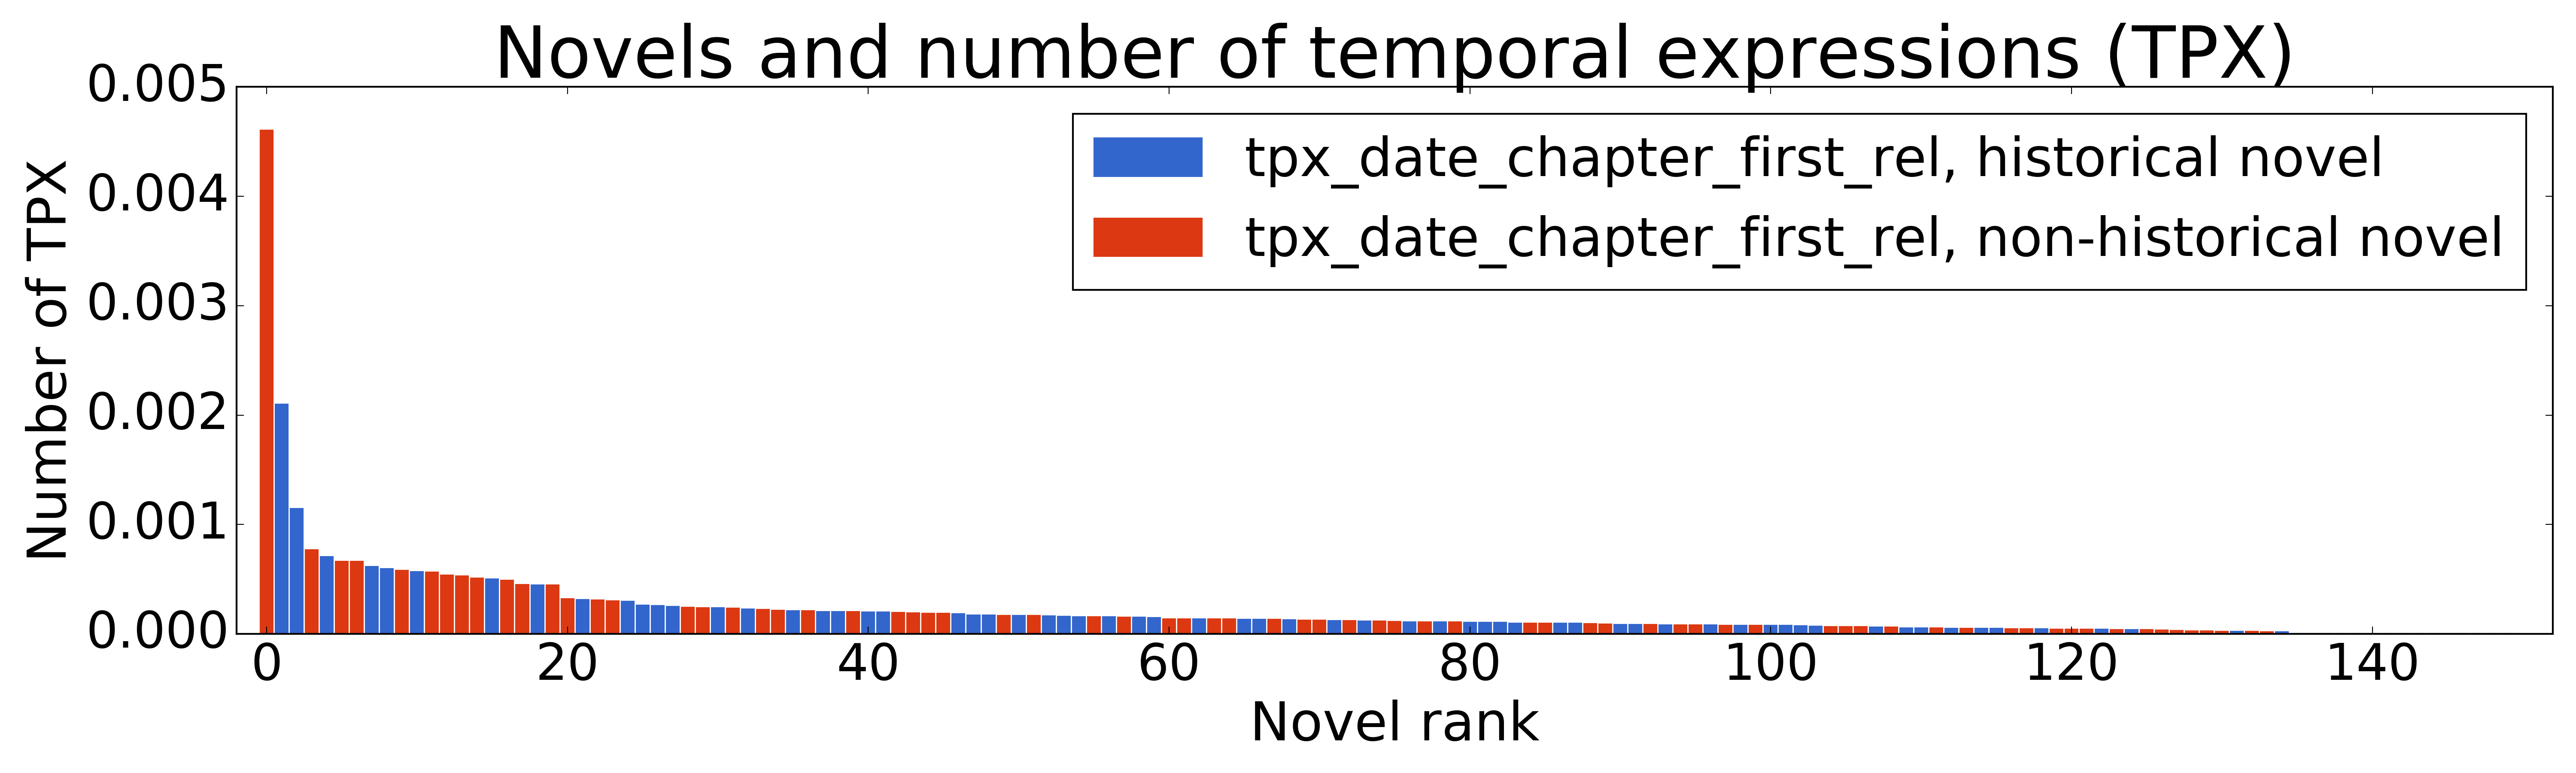 Novels and number of temporal expressions (TPX)
0.005
0.004
0.003
0.002
0.001
0.000
Number of TPX
tpx_date_chapter_first_rel, historical novel
tpx_date_chapter_first_rel, non-historical novel
0 20 40 60 80 100 120 140
Novel rank